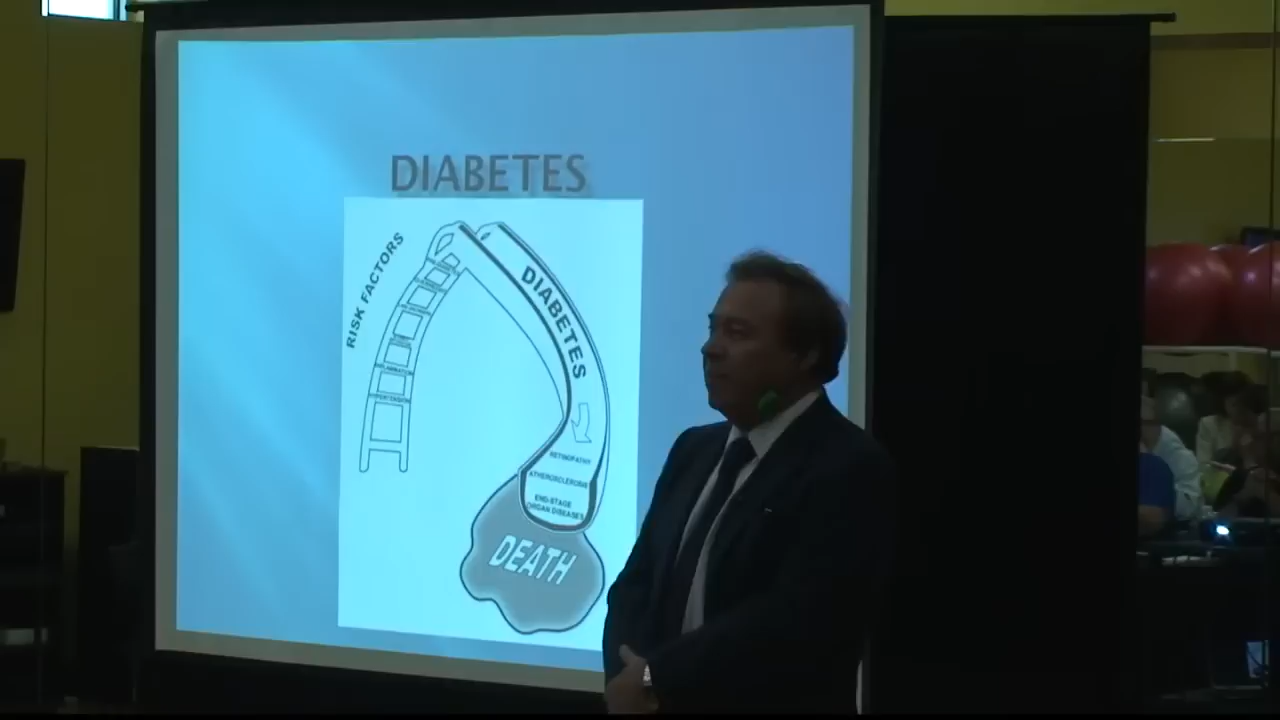 DIABETES
RISK FACTORS
DIABETES
RETINOPATHY
ATHEROSCLEROSIS
END-STAGE
ORGAN DISEASES
DEATH